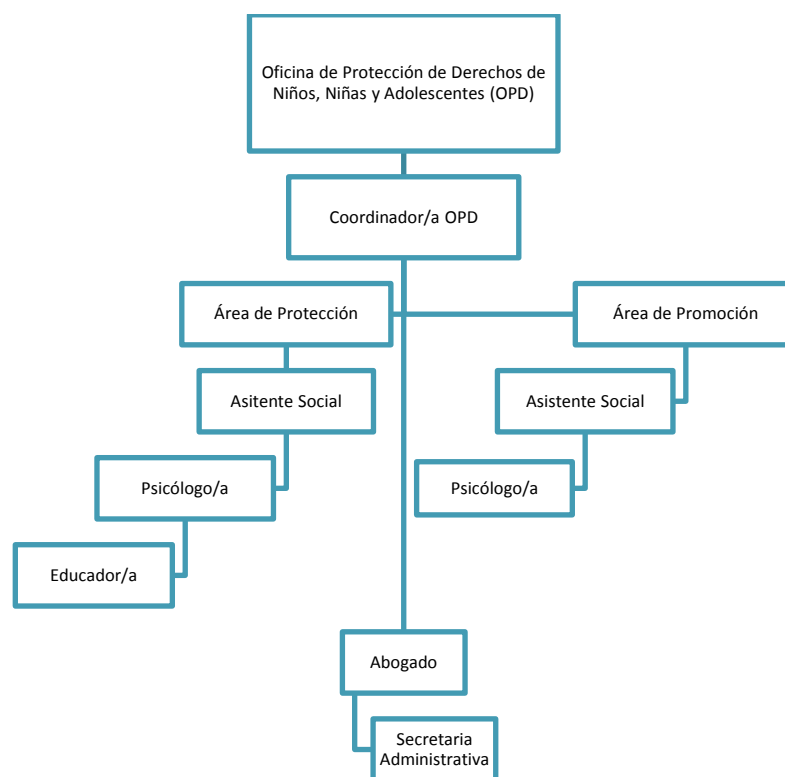 Oficina de Protección de Derechos de
Niños, Niñas y Adolescentes (OPD)
Coordinador/a OPD
Área de Protección
Área de Promoción
Asitente Social
Asistente Social
Psicólogo/a
Psicólogo/a
Educador/a
Abogado
Secretaria
Administrativa